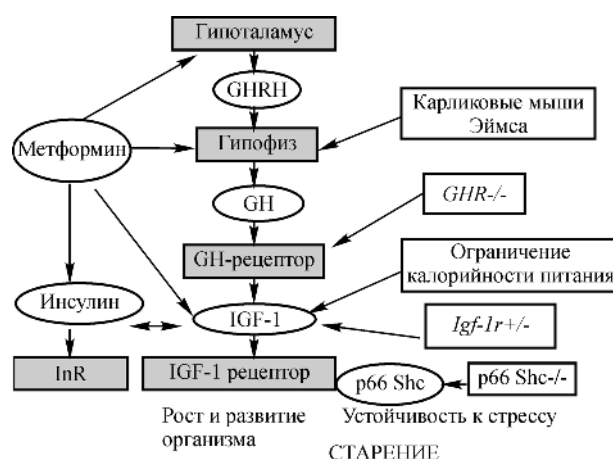 Гипоталамус
GHRH
Карликовые мыши
Эймса
Метформин
Гипофиз
GH
GHR-/-
GH-рецептор
Ограничение
калорийности питания
Инсулин
IGF-1
Igf-1r+/-
InR
IGF-1 рецептор
p66 Shc
p66 Shc-/-
Рост и развитие
организма
Устойчивость к стрессу
СТАРЕНИЕ